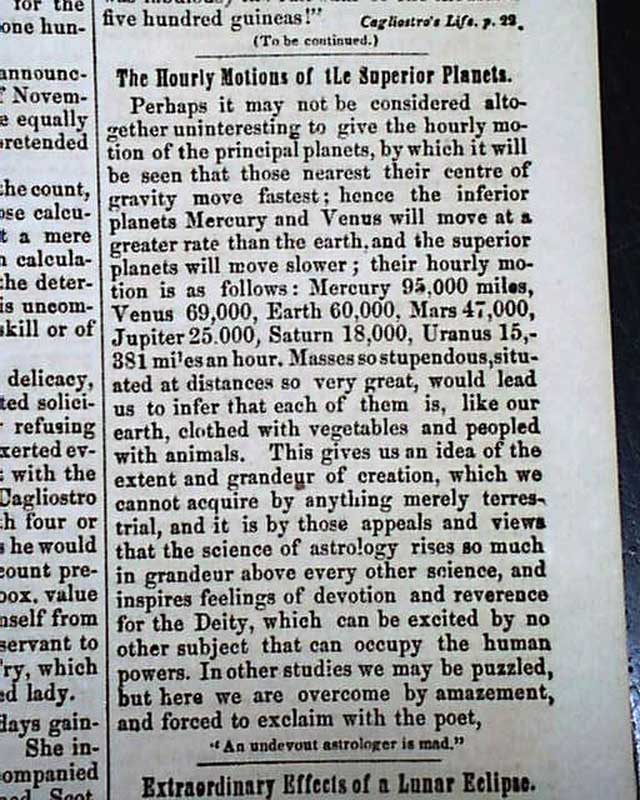 for the
one hun-
announc-
f Novem-
e equally
retended
the count,
ose calcu-
t a mere
n calcula-
the deter-
is uncom-
skill or of
delicacy,
ted solici-
refusing
xerted ev-
with the
Cagliostro
h four or
s he would
count pre-
box, value
nself from
servant to
'ry, which
ed lady.
days gain-
She in-
ompanied
Scot
five hundred guineas!" Cagliostro's Life. p. 22.
(To be continued.)
The Hourly Motions of tLe Superior Planets.
Perhaps it may not be considered alto-
gether uninteresting to give the hourly mo-
tion of the principal planets, by which it will
be seen that those nearest their centre of
gravity move fastest; hence the inferior
planets Mercury and Venus will move at a
greater rate than the earth, and the superior
planets will move slower; their hourly mo-
tion is as follows: Mercury 95,000 miles,
Venus 69,000, Earth 60,000, Mars 47,000,
Jupiter 25.000, Saturn 18,000, Uranus 15,-
381 mi'es an hour. Masses so stupendous, situ-
ated at distances so very great, would lead
us to infer that each of them is, like our
earth, clothed with vegetables and peopled
with animals. This gives us an idea of the
extent and grandeur of creation, which we
cannot acquire by anything merely terres-
trial, and it is by those appeals and views
that the science of astro!ogy rises so much
in grandeur above every other science, and
inspires feelings of devotion and reverence
for the Deity, which can be excited by no
other subject that can occupy the human
powers. In other studies we may be puzzled,
but here we are overcome by amazement,
and forced to exclaim with the poet,
"An undevout astrologer is mad."
Extraordinary Effects of a Lunar Eclipse.